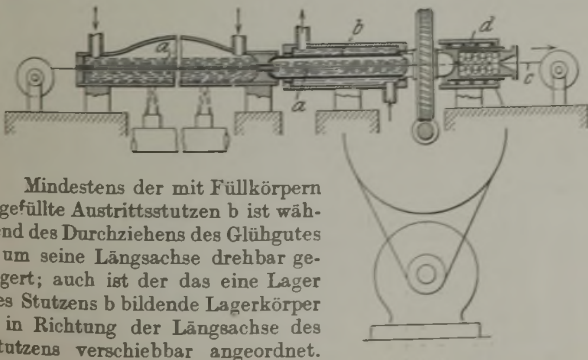 a
b
d
a
c
Mindestens der mit Füllkörpern
gefüllte Austrittsstutzen b ist wäh-
end des Durchziehens des Glühgutes
um seine Längsachse drehbar ge-
gert; auch ist der das eine Lager
es Stutzens b bildende Lagerkörper
in Richtung der Längsachse des
tutzens verschiebbar angeordnet.